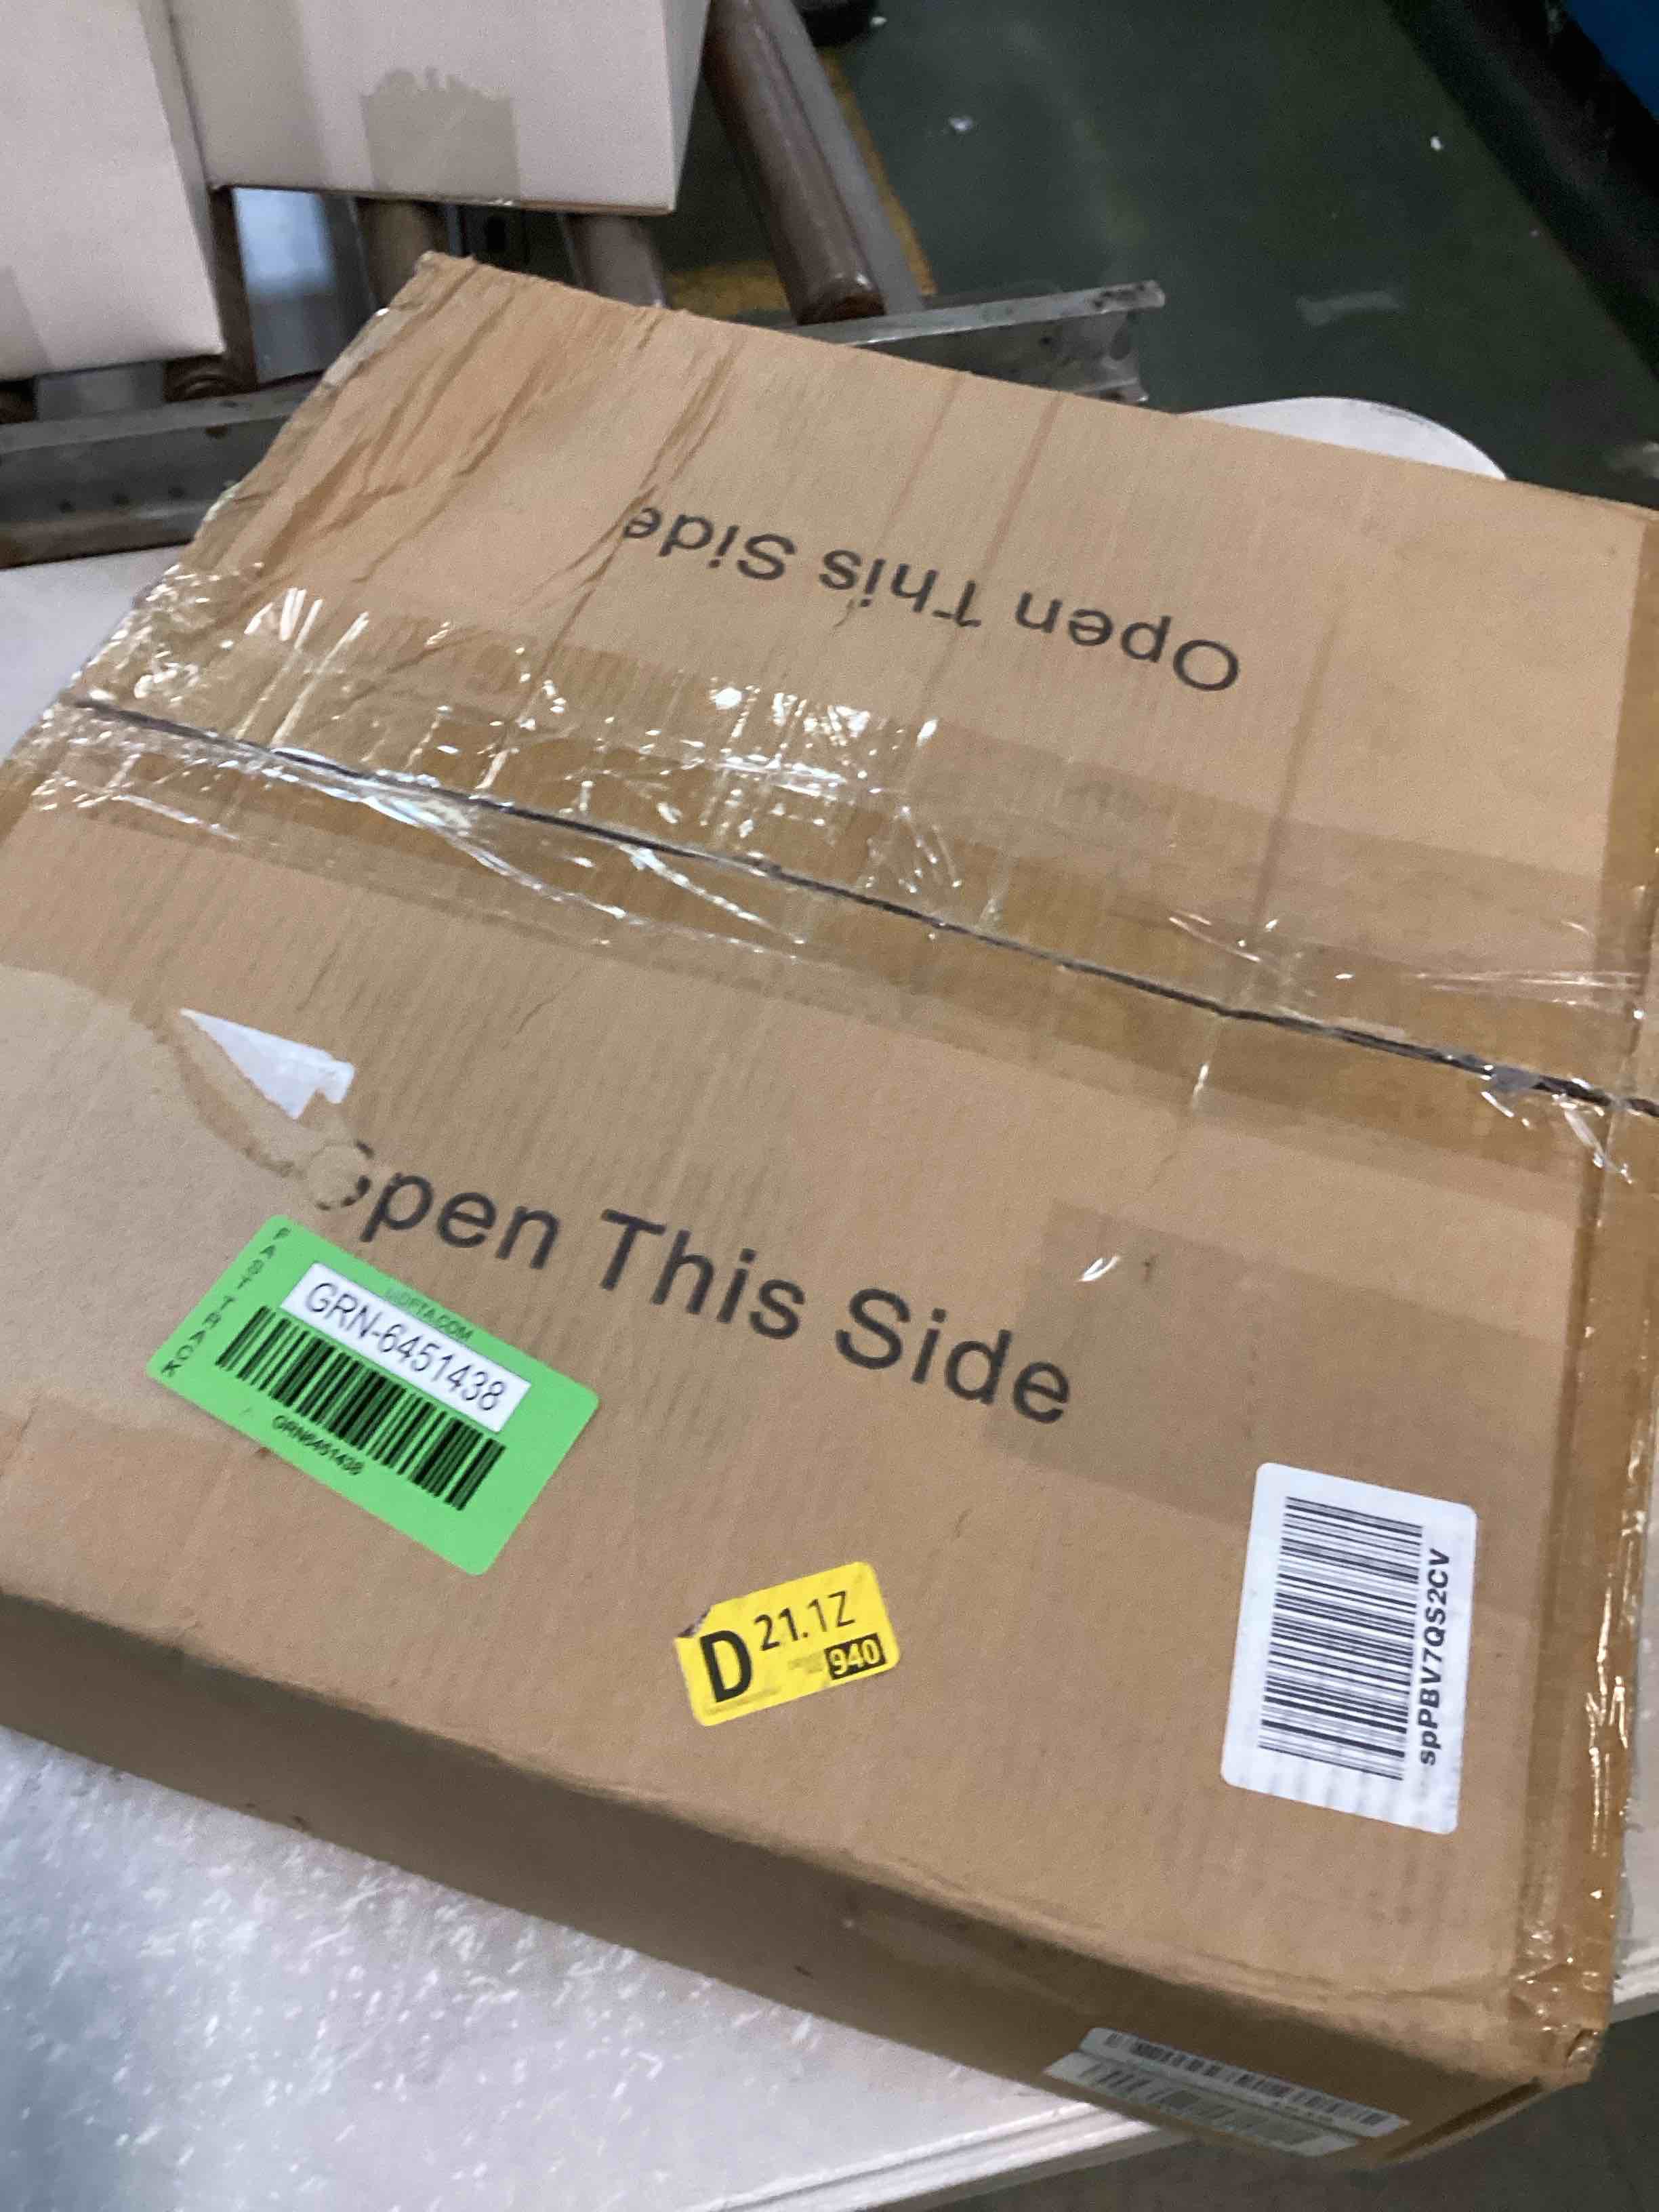 Open This Side
Open This Side
FAST TRACK
GRN-6451438
GRN6451438
D 21.1Z
940
spPBV7QS2CV